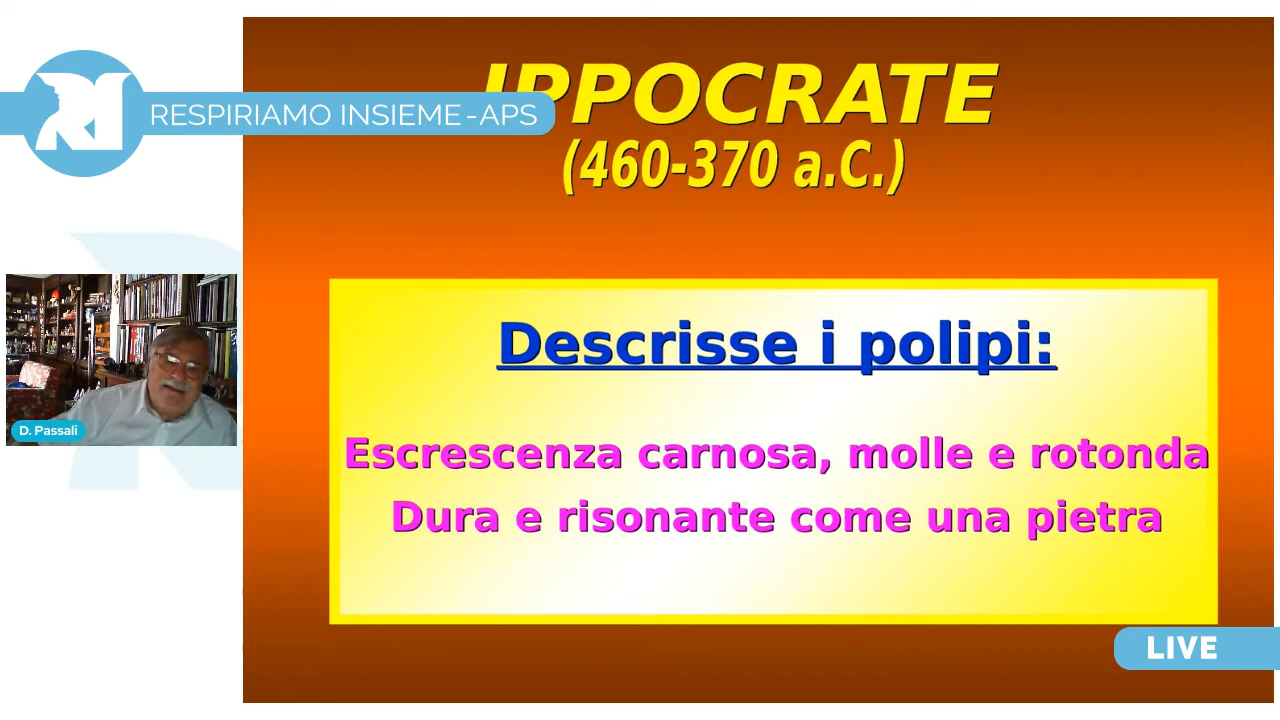 RESPIRIAMO INSIEME-APS
IPPOCRATE
(460-370 a.C.)
Descrisse i polipi:
Escrescenza carnosa, molle e rotonda
Dura e risonante come una pietra
D. Passali
LIVE